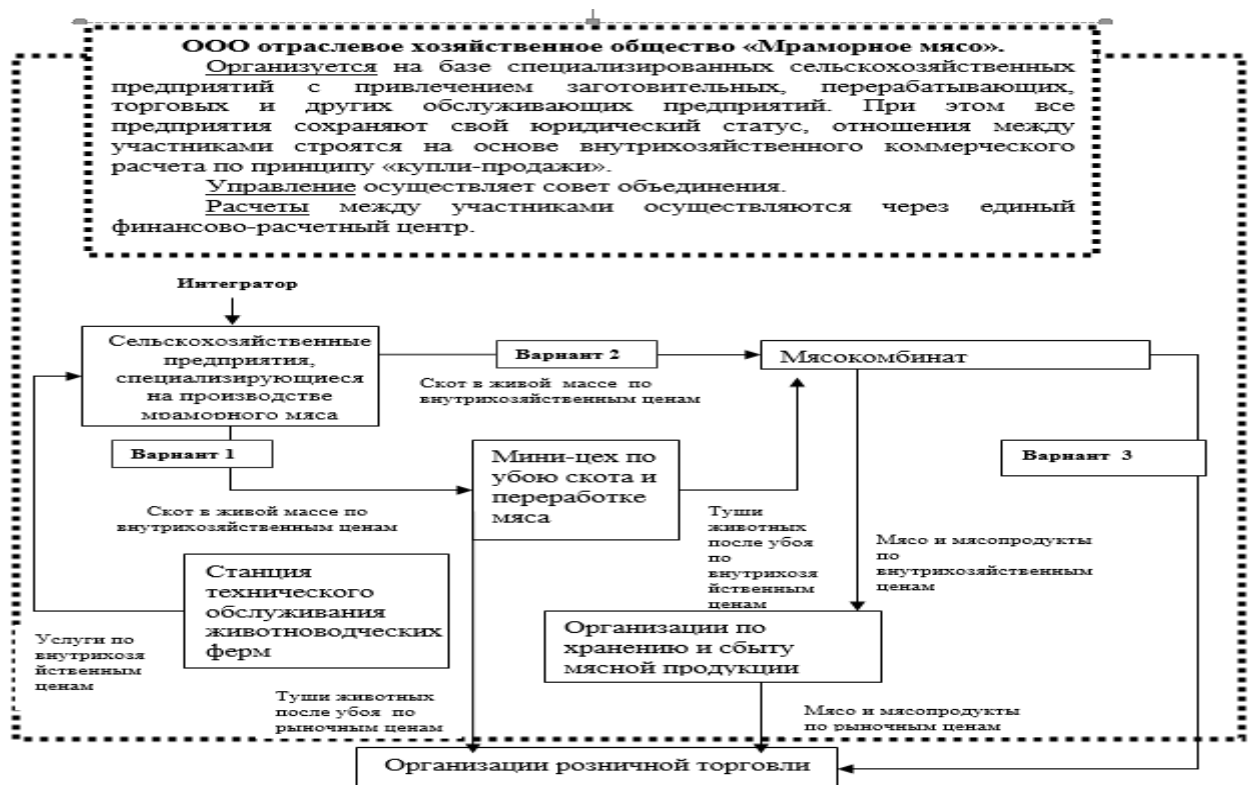 ООО отраслевое хозяйственное общество «Мраморное мясо».
Организуется на базе специализированных сельскохозяйственных
предприятий с привлечением заготовительных, перерабатывающих,
торговых и других обслуживающих предприятий. При этом все
предприятия сохраняют свой юридический статус, отношения между
участниками строятся на основе внутрихозяйственного коммерческого
расчета по принципу «купли-продажи».
Управление осуществляет совет объединения.
Расчеты между участниками осуществляются через единый
финансово-расчетный центр.
Интегратор
Сельскохозяйственные
предприятия,
специализирующиеся
на производстве
мраморного мяса
Вариант 2
Скот в живой массе по
внутрихозяйственным ценам
Мясокомбинат
Вариант 1
Скот в живой массе по
внутрихозяйственным ценам
Мини-цех по
убою скота и
переработке
мяса
Вариант 3
Туши
животных
после убоя
по
внутрихозя
йственным
ценам
Мясо и мясопродукты
по
внутрихозяйственным
ценам
Станция
технического
обслуживания
животноводческих
ферм
Услуги по
внутрихозя
йственным
ценам
Организации по
хранению и сбыту
мясной продукции
Туши животных
после убоя по
рыночным ценам
Мясо и мясопродукты
по рыночным ценам
Организации розничной торговли